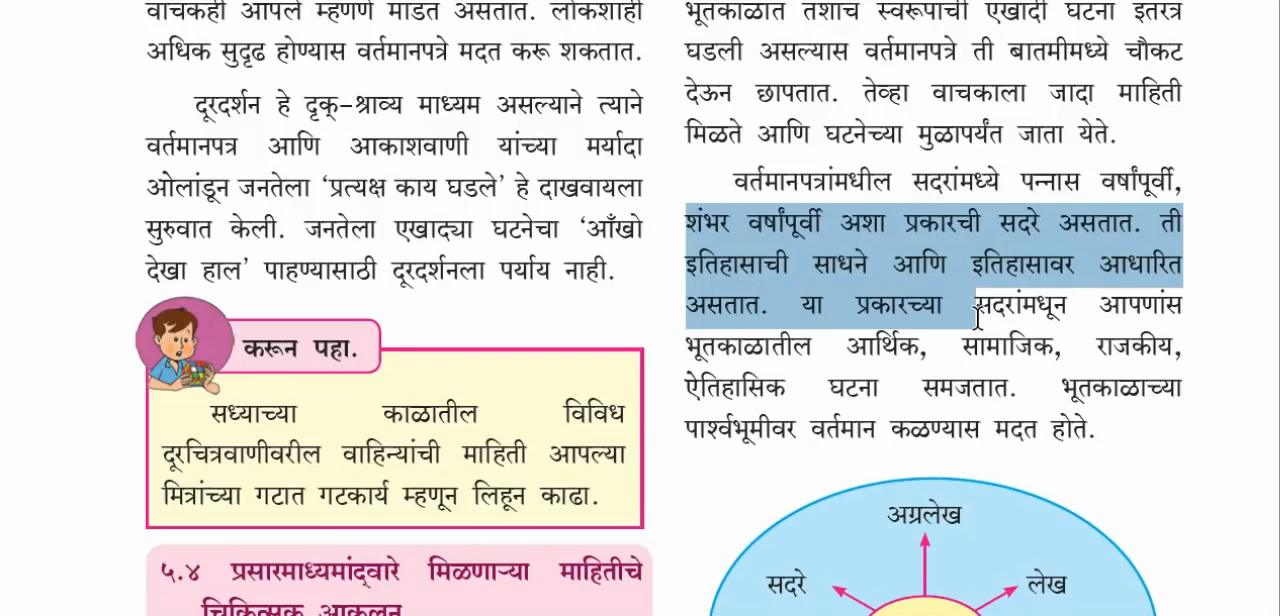 वाचकही आपले म्हणणे मांडत असतात. लोकशाही
अधिक सुदृढ होण्यास वर्तमानपत्रे मदत करू शकतात.
दूरदर्शन हे दृक्-श्राव्य माध्यम असल्याने त्याने
वर्तमानपत्र आणि आकाशवाणी यांच्या मर्यादा
ओलांडून जनतेला ‘प्रत्यक्ष काय घडले’ हे दाखवायला
सुरुवात केली. जनतेला एखाद्या घटनेचा ‘आँखो
देखा हाल’ पाहण्यासाठी दूरदर्शनला पर्याय नाही.
करून पहा.
सध्याच्या काळातील विविध
दूरचित्रवाणीवरील वाहिन्यांची माहिती आपल्या
मित्रांच्या गटात गटकार्य म्हणून लिहून काढा.
५.४ प्रसारमाध्यमांद्वारे मिळणाऱ्या माहितीचे
चिकित्सक आकलन
भूतकाळात तशाच स्वरूपाची एखादी घटना इतरत्र
घडली असल्यास वर्तमानपत्रे ती बातमीमध्ये चौकट
देऊन छापतात. तेव्हा वाचकाला जादा माहिती
मिळते आणि घटनेच्या मुळापर्यंत जाता येते.
वर्तमानपत्रांमधील सदरांमध्ये पन्नास वर्षांपूर्वी,
शंभर वर्षांपूर्वी अशा प्रकारची सदरे असतात. ती
इतिहासाची साधने आणि इतिहासावर आधारित
असतात. या प्रकारच्या सदरांमधून आपणांस
भूतकाळातील आर्थिक, सामाजिक, राजकीय,
ऐतिहासिक घटना समजतात. भूतकाळाच्या
पार्श्वभूमीवर वर्तमान कळण्यास मदत होते.
अग्रलेख
सदरे
लेख